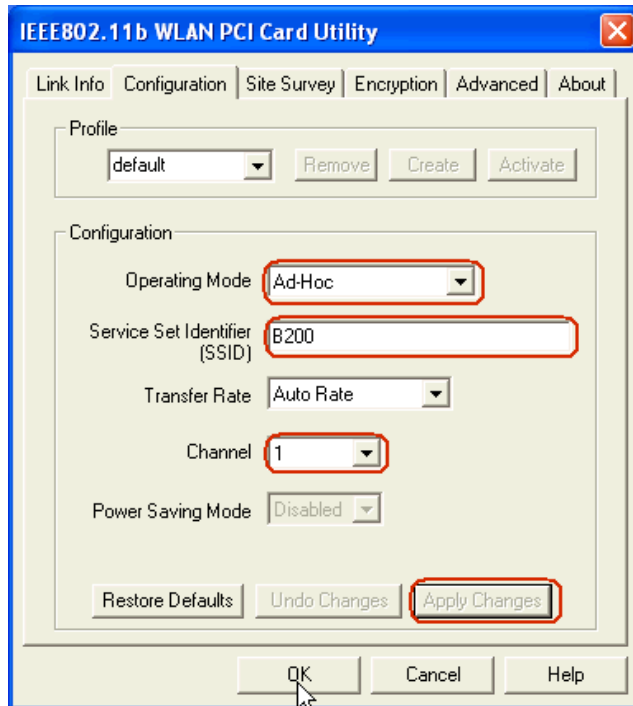 IEEE802.11b WLAN PCI Card Utility
Link Info Configuration Site Survey Encryption Advanced About
Profile
default Remove Create Activate
Configuration
Operating Mode Ad-Hoc
Service Set Identifier (SSID) B200
Transfer Rate Auto Rate
Channel 1
Power Saving Mode Disabled
Restore Defaults Undo Changes Apply Changes
OK Cancel Help